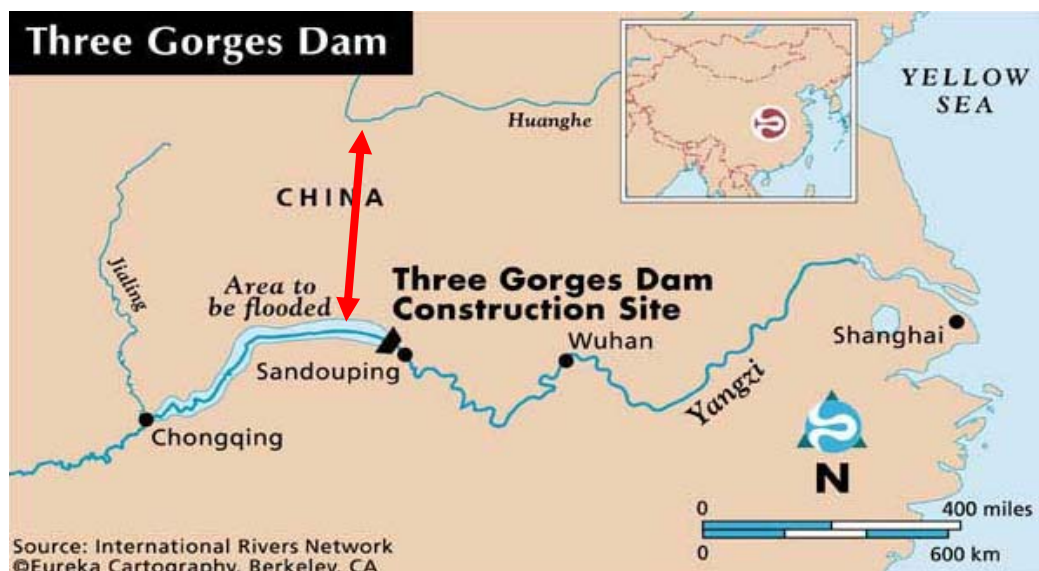 Three Gorges Dam
YELLOW
SEA
Huanghe
CHINA
Jialing
Area to
be flooded
Three Gorges Dam
Construction Site
Sandouping
Wuhan
Shanghai
Yangzi
Chongqing
N
0 400 miles
0 600 km
Source: International Rivers Network
©Eureka Cartography, Berkeley, CA